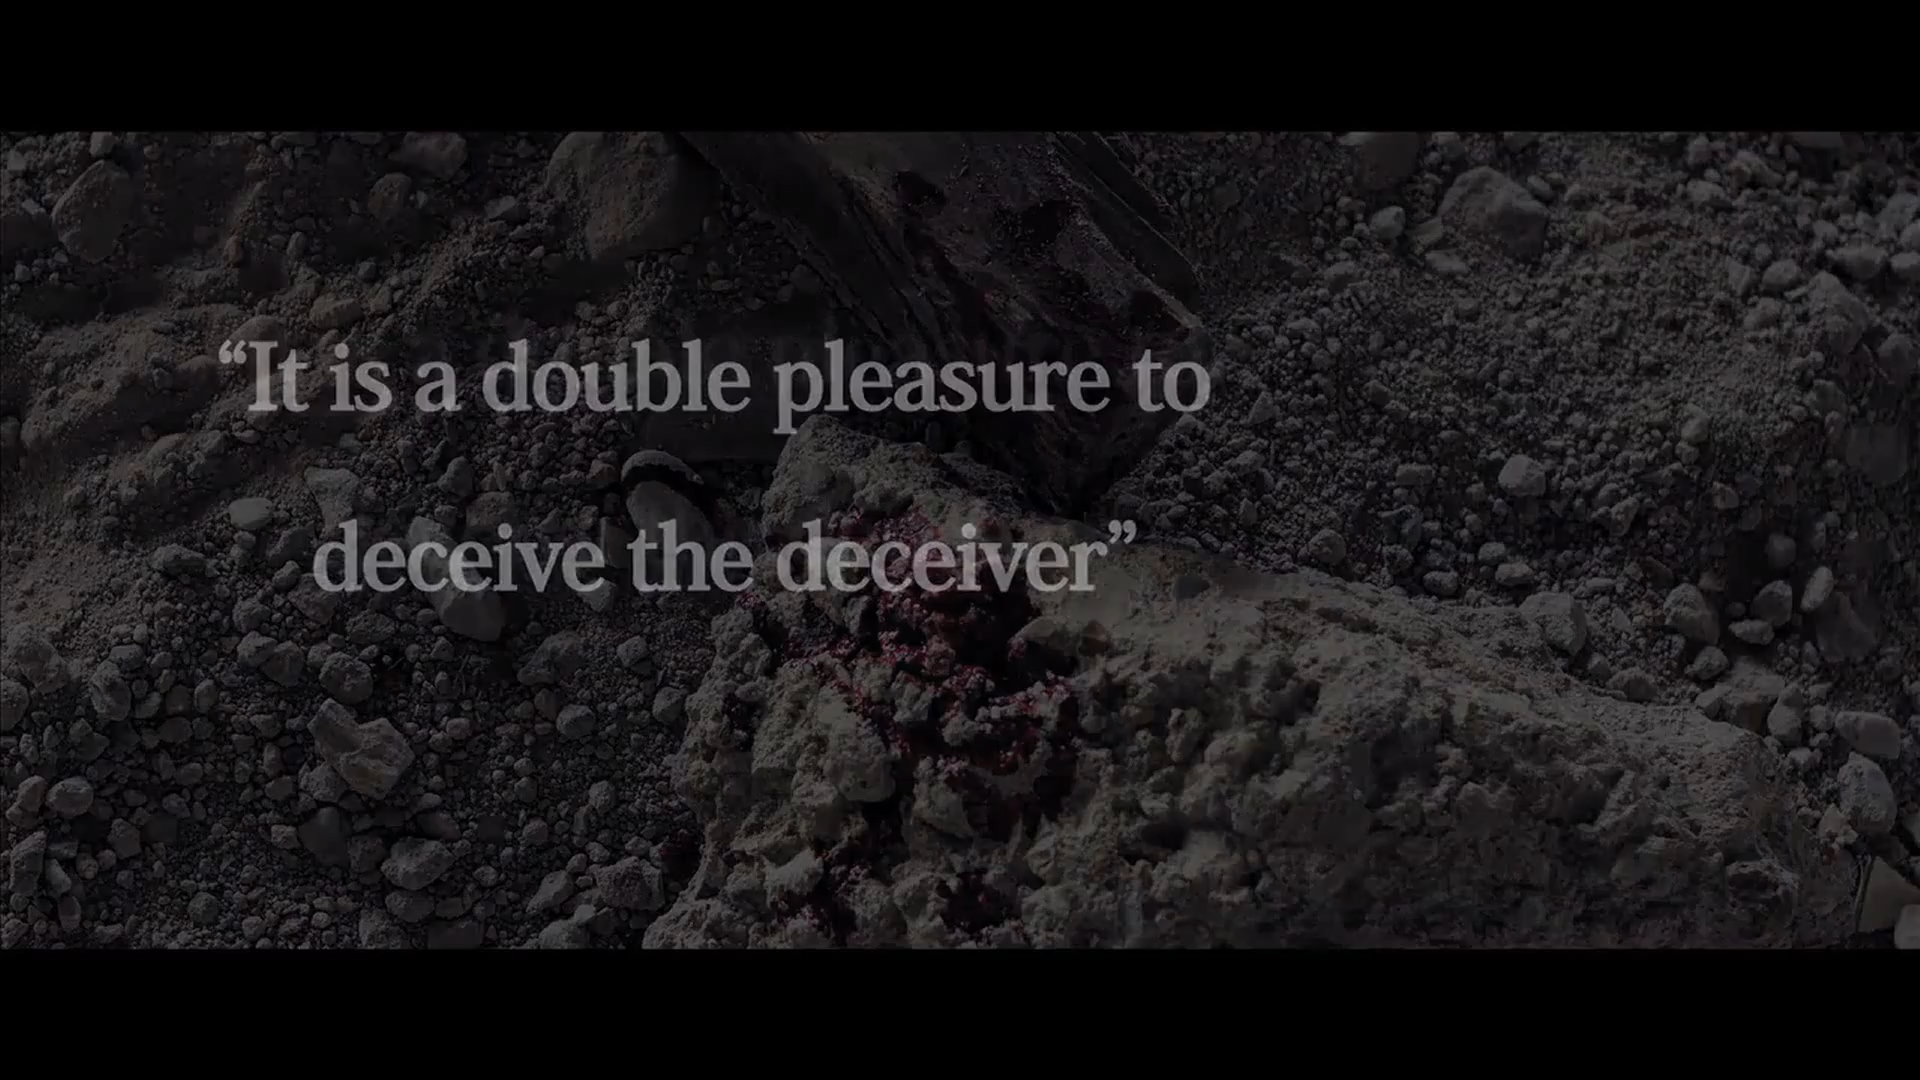 “It is a double pleasure to
deceive the deceiver”